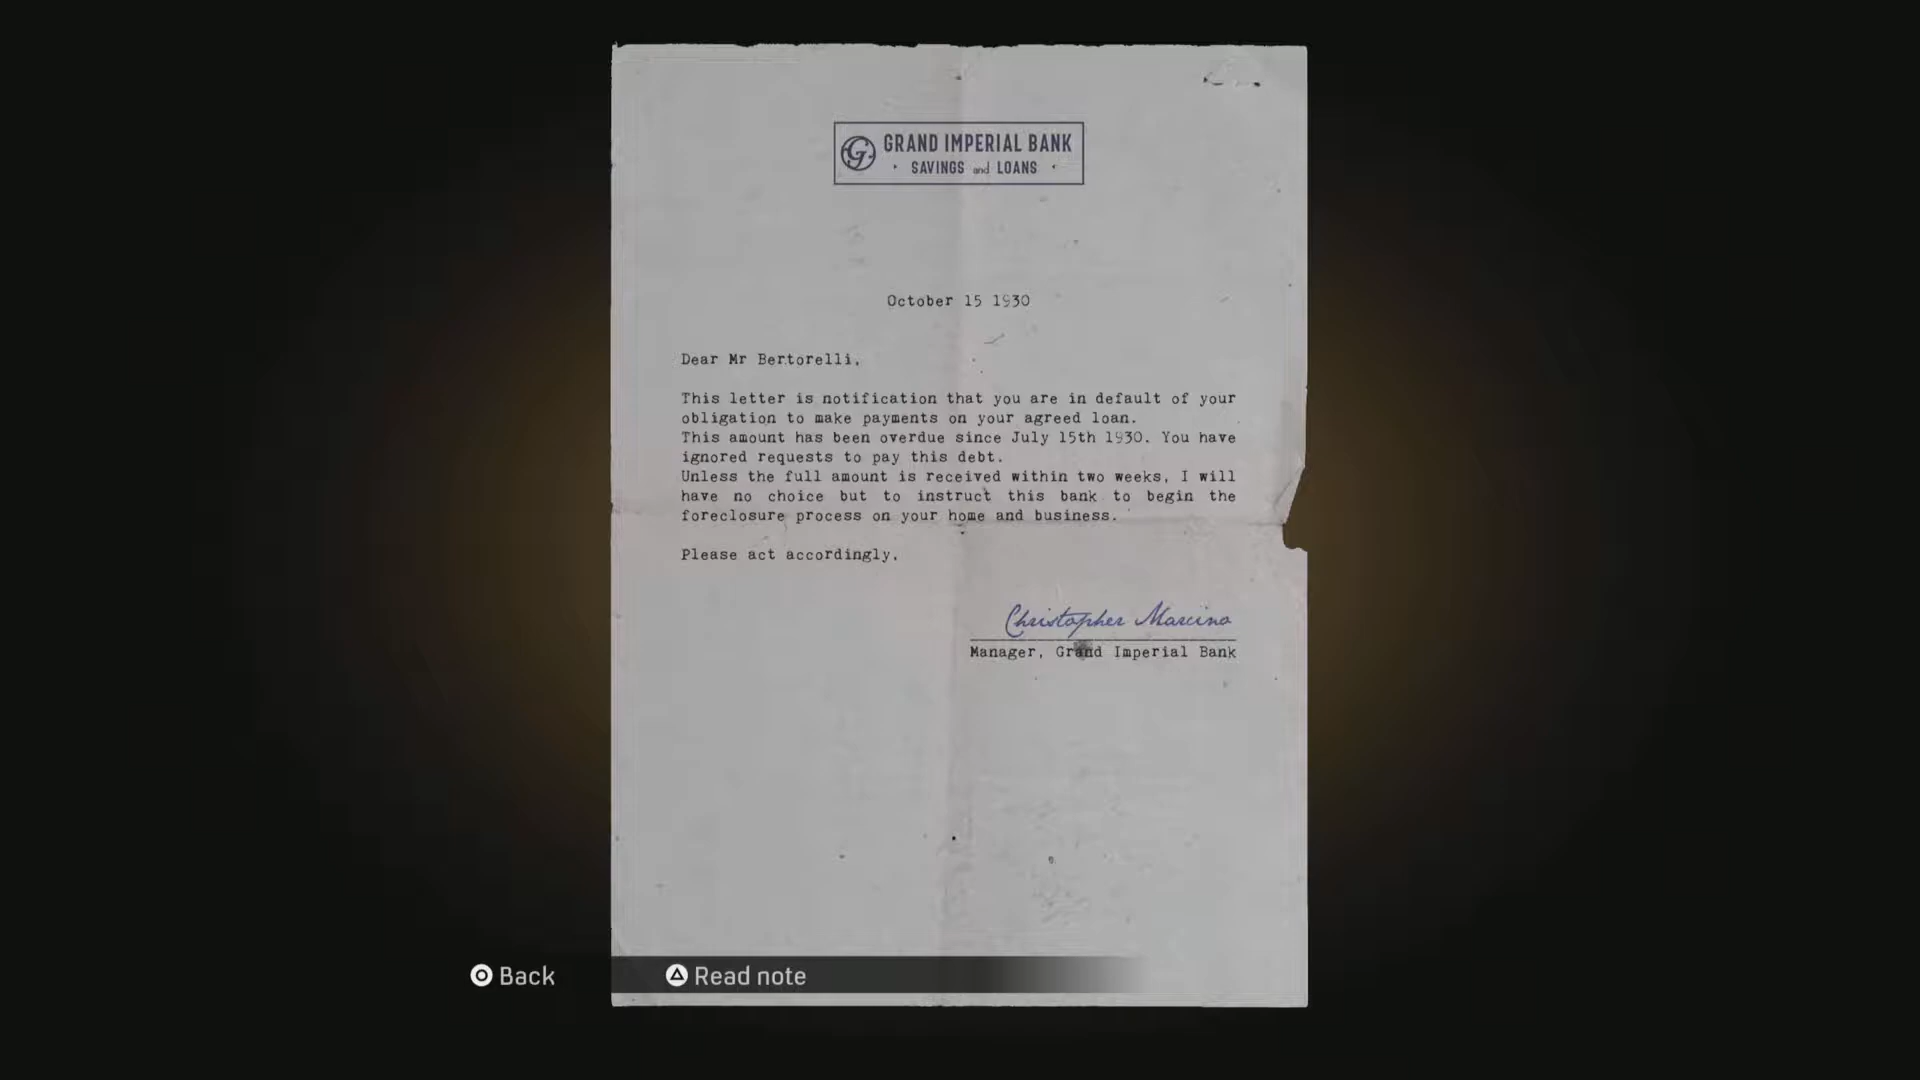 GRAND IMPERIAL BANK
SAVINGS and LOANS
October 15 1930
Dear Mr Bertorelli,
This letter is notification that you are in default of your
obligation to make payments on your agreed loan.
This amount has been overdue since July 15th 1930. You have
ignored requests to pay this debt.
Unless the full amount is received within two weeks, I will
have no choice but to instruct this bank to begin the
foreclosure process on your home and business.
Please act accordingly.
Christopher Marcino
Manager, Grand Imperial Bank
Back
Read note